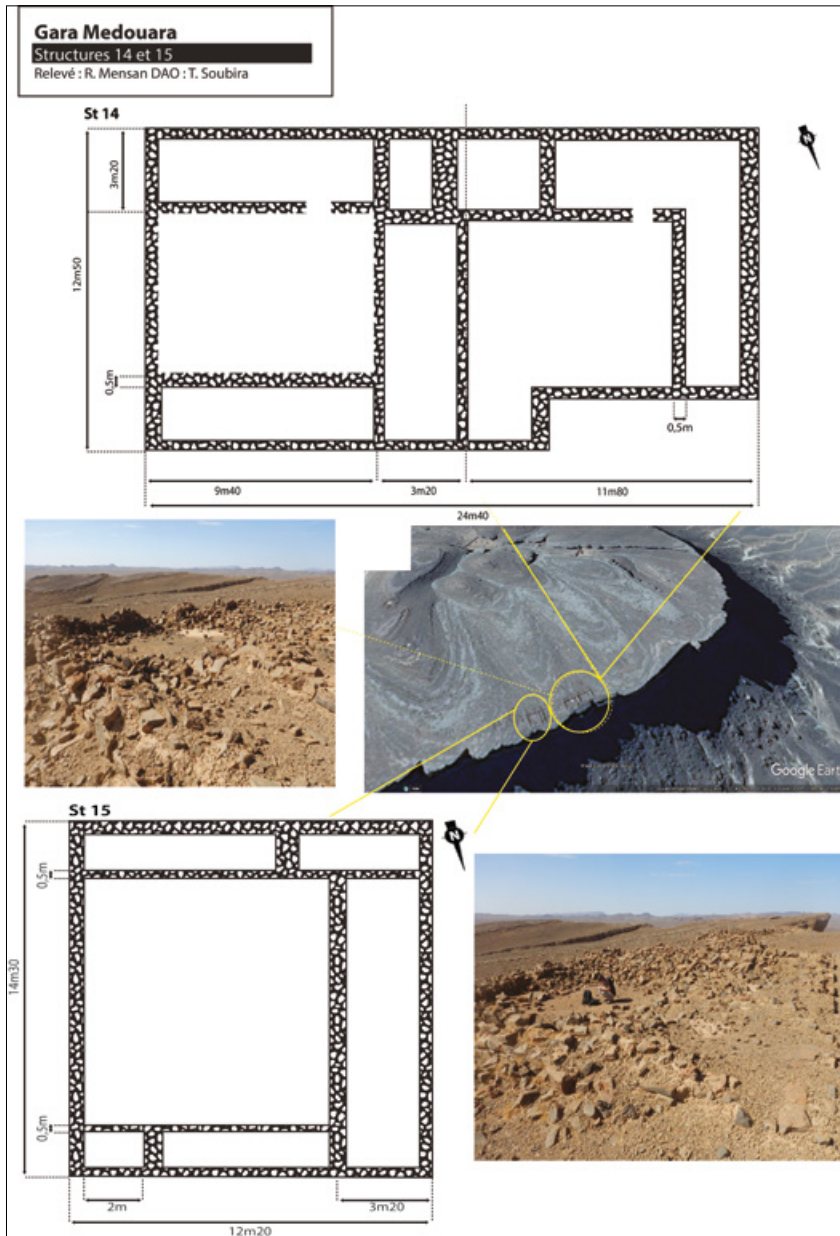 Gara Medouara
Structures 14 et 15
Relevé : R. Mensan DAO : T. Soubira
St 14
N
3m20
12m50
0,5m
0,5m
9m40
3m20
11m80
24m40
Google Earth
St 15
N
0,5m
14m30
0,5m
2m
3m20
12m20